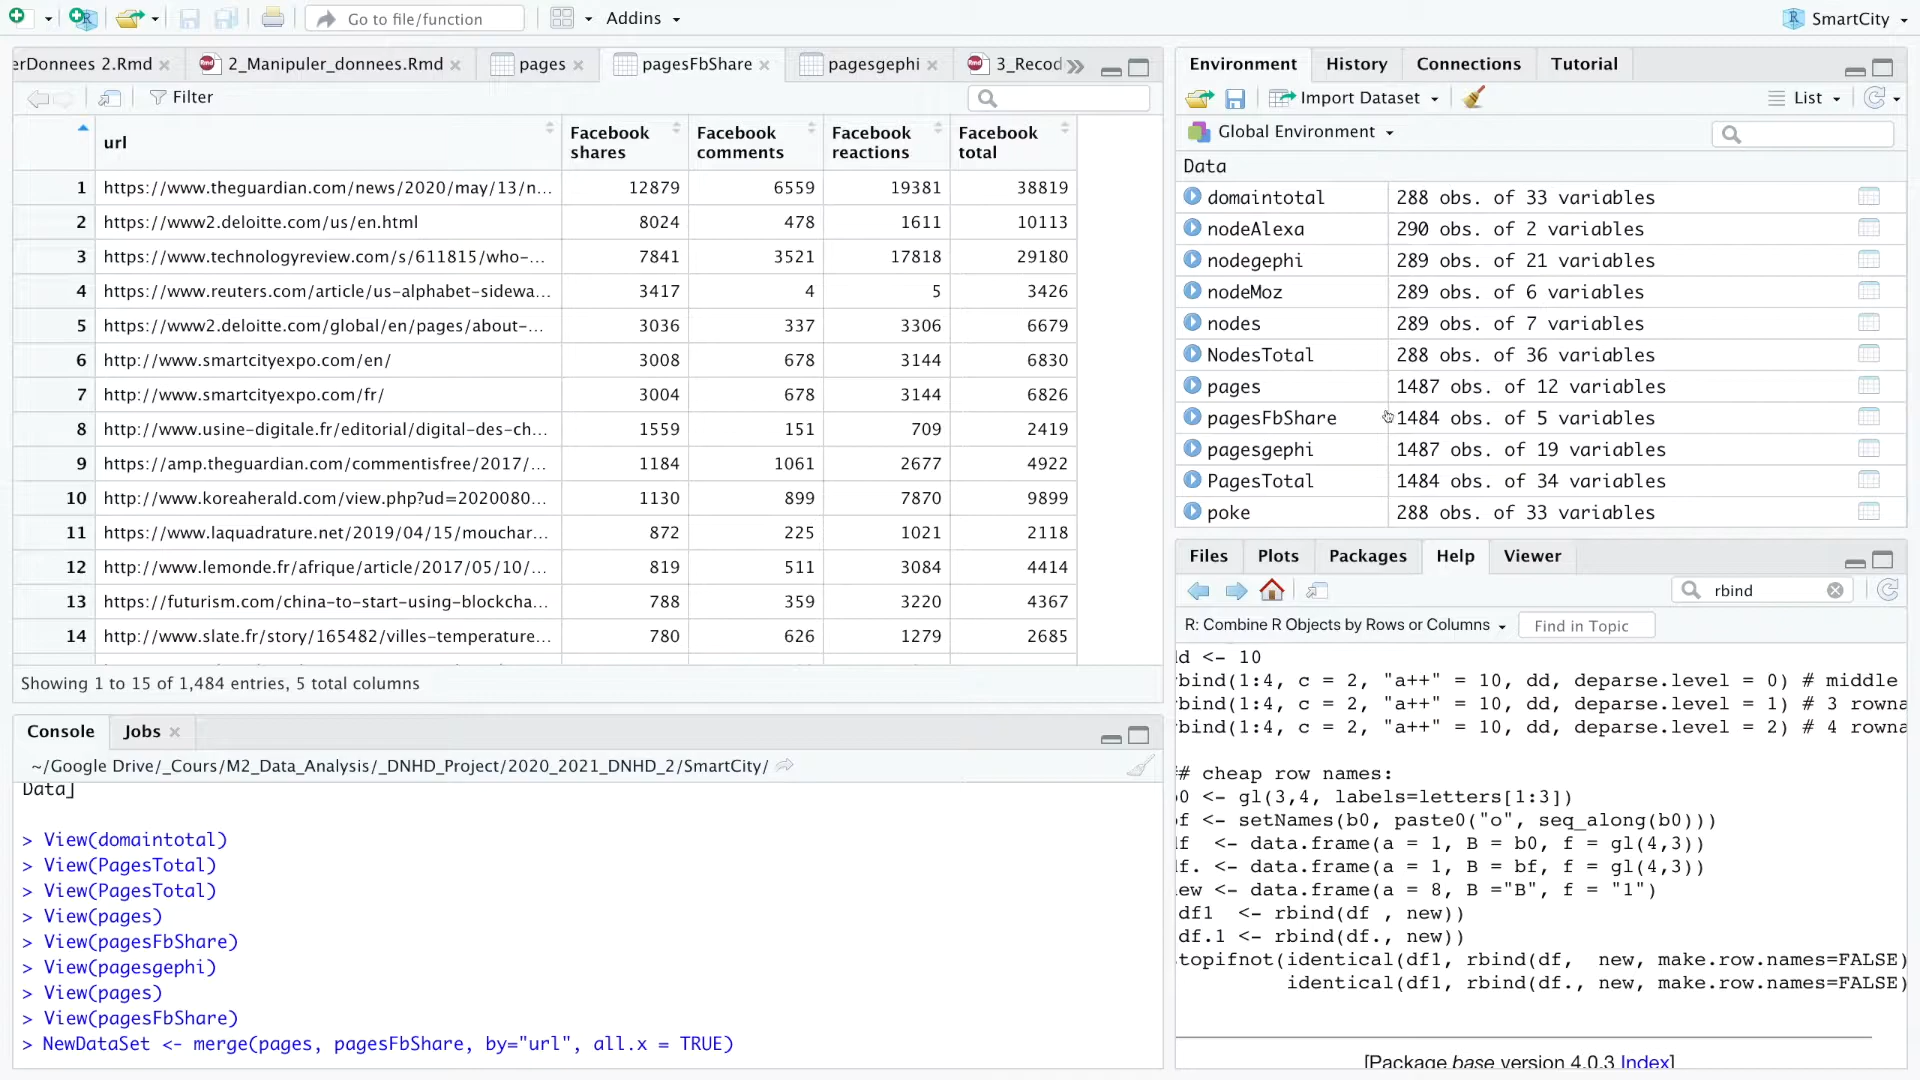 Go to file/function
Addins
SmartCity
erDonnees 2.Rmd
2_Manipuler_donnees.Rmd
pages
pagesFbShare
pagesgephi
3_Recod
Filter
url
Facebook shares
Facebook comments
Facebook reactions
Facebook total
1 https://www.theguardian.com/news/2020/may/13/n... 12879 6559 19381 38819
2 https://www2.deloitte.com/us/en.html 8024 478 1611 10113
3 https://www.technologyreview.com/s/611815/who-... 7841 3521 17818 29180
4 https://www.reuters.com/article/us-alphabet-sidewa... 3417 4 5 3426
5 https://www2.deloitte.com/global/en/pages/about-... 3036 337 3306 6679
6 http://www.smartcityexpo.com/en/ 3008 678 3144 6830
7 http://www.smartcityexpo.com/fr/ 3004 678 3144 6826
8 http://www.usine-digitale.fr/editorial/digital-des-ch... 1559 151 709 2419
9 https://amp.theguardian.com/commentisfree/2017/... 1184 1061 2677 4922
10 http://www.koreaherald.com/view.php?ud=2020080... 1130 899 7870 9899
11 https://www.laquadrature.net/2019/04/15/mouchar... 872 225 1021 2118
12 http://www.lemonde.fr/afrique/article/2017/05/10/... 819 511 3084 4414
13 https://futurism.com/china-to-start-using-blockcha... 788 359 3220 4367
14 http://www.slate.fr/story/165482/villes-temperature... 780 626 1279 2685
Showing 1 to 15 of 1,484 entries, 5 total columns
Console
Jobs
~/Google Drive/_Cours/M2_Data_Analysis/_DNHD_Project/2020_2021_DNHD_2/SmartCity/
Data]
> View(domaintotal)
> View(PagesTotal)
> View(PagesTotal)
> View(pages)
> View(pagesFbShare)
> View(pagesgephi)
> View(pages)
> View(pagesFbShare)
> NewDataSet <- merge(pages, pagesFbShare, by="url", all.x = TRUE)
Environment
History
Connections
Tutorial
Import Dataset
List
Global Environment
Data
domaintotal 288 obs. of 33 variables
nodeAlexa 290 obs. of 2 variables
nodegephi 289 obs. of 21 variables
nodeMoz 289 obs. of 6 variables
nodes 289 obs. of 7 variables
NodesTotal 288 obs. of 36 variables
pages 1487 obs. of 12 variables
pagesFbShare 1484 obs. of 5 variables
pagesgephi 1487 obs. of 19 variables
PagesTotal 1484 obs. of 34 variables
poke 288 obs. of 33 variables
Files
Plots
Packages
Help
Viewer
rbind
R: Combine R Objects by Rows or Columns
Find in Topic
dd <- 10
rbind(1:4, c = 2, "a++" = 10, dd, deparse.level = 0) # middle
rbind(1:4, c = 2, "a++" = 10, dd, deparse.level = 1) # 3 rowna
rbind(1:4, c = 2, "a++" = 10, dd, deparse.level = 2) # 4 rowna
## cheap row names:
b0 <- gl(3,4, labels=letters[1:3])
bf <- setNames(b0, paste0("o", seq_along(b0)))
df <- data.frame(a = 1, B = b0, f = gl(4,3))
df. <- data.frame(a = 1, B = bf, f = gl(4,3))
new <- data.frame(a = 8, B ="B", f = "1")
df1 <- rbind(df , new))
df.1 <- rbind(df., new))
topifnot(identical(df1, rbind(df, new, make.row.names=FALSE)
identical(df1, rbind(df., new, make.row.names=FALSE)
[Package base version 4.0.3 Index]